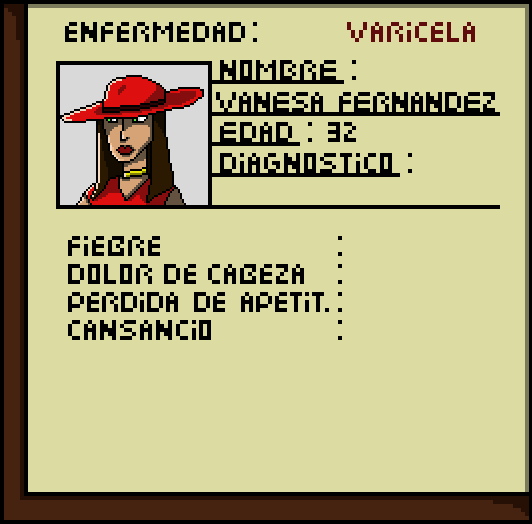 ENFERMEDAD: VARiCELA
NOMBRE :
VANESA FERNANDEZ
EDAD : 32
DiAGNOSTiCO :
FiEBRE :
DOLOR DE CABEZA :
PERDiDA DE APETiT. :
CANSANCiO :